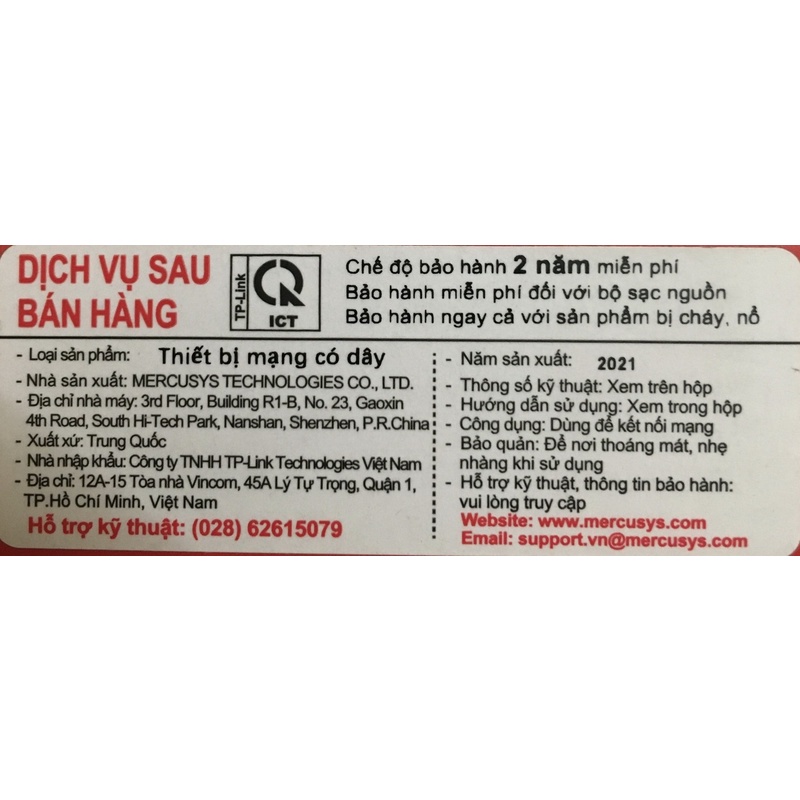 DỊCH VỤ SAU
BÁN HÀNG
TP-Link
ICT
Chế độ bảo hành 2 năm miễn phí
Bảo hành miễn phí đối với bộ sạc nguồn
Bảo hành ngay cả với sản phẩm bị cháy, nổ
- Loại sản phẩm: Thiết bị mạng có dây
- Nhà sản xuất: MERCUSYS TECHNOLOGIES CO., LTD.
- Địa chỉ nhà máy: 3rd Floor, Building R1-B, No. 23, Gaoxin
4th Road, South Hi-Tech Park, Nanshan, Shenzhen, P.R.China
- Xuất xứ: Trung Quốc
- Nhà nhập khẩu: Công ty TNHH TP-Link Technologies Việt Nam
- Địa chỉ: 12A-15 Tòa nhà Vincom, 45A Lý Tự Trọng, Quận 1,
TP.Hồ Chí Minh, Việt Nam
Hỗ trợ kỹ thuật: (028) 62615079
- Năm sản xuất: 2021
- Thông số kỹ thuật: Xem trên hộp
- Hướng dẫn sử dụng: Xem trong hộp
- Công dụng: Dùng để kết nối mạng
- Bảo quản: Để nơi thoáng mát, nhẹ
nhàng khi sử dụng
- Hỗ trợ kỹ thuật, thông tin bảo hành:
vui lòng truy cập
Website: www.mercusys.com
Email: support.vn@mercusys.com